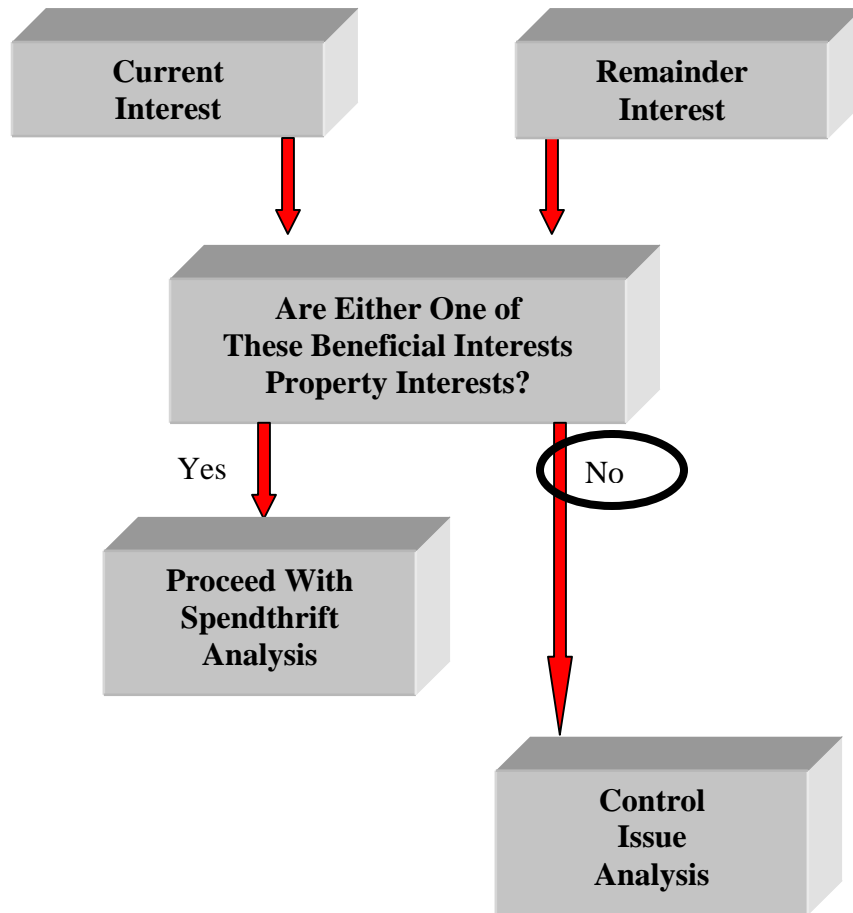 Current
Interest
Remainder
Interest
Are Either One of
These Beneficial Interests
Property Interests?
Yes
No
Proceed With
Spendthrift
Analysis
Control
Issue
Analysis